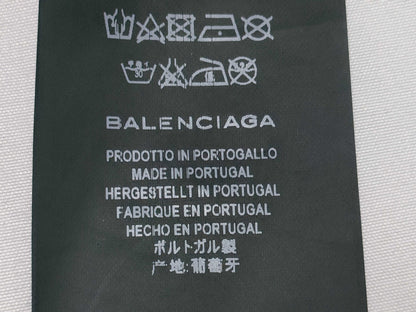 30
BALENCIAGA
PRODOTTO IN PORTOGALLO
MADE IN PORTUGAL
HERGESTELLT IN PORTUGAL
FABRIQUE EN PORTUGAL
HECHO EN PORTUGAL
ポルトガル製
产地:葡萄牙